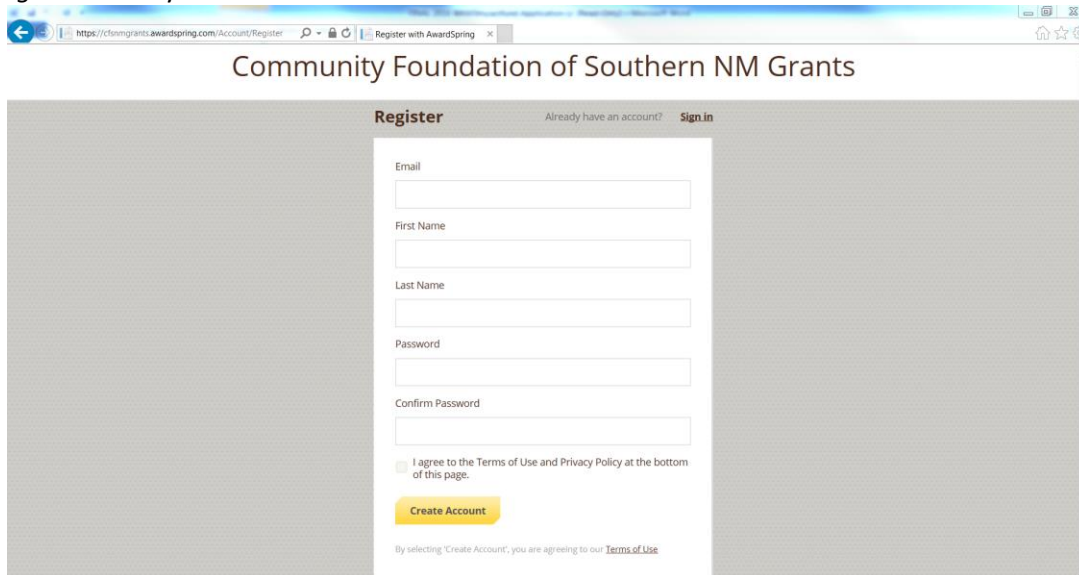 https://cfsnmgrants.awardspring.com/Account/Register
Register with AwardSpring
Community Foundation of Southern NM Grants
Register
Already have an account? Sign in
Email
First Name
Last Name
Password
Confirm Password
I agree to the Terms of Use and Privacy Policy at the bottom
of this page.
Create Account
By selecting 'Create Account', you are agreeing to our Terms of Use